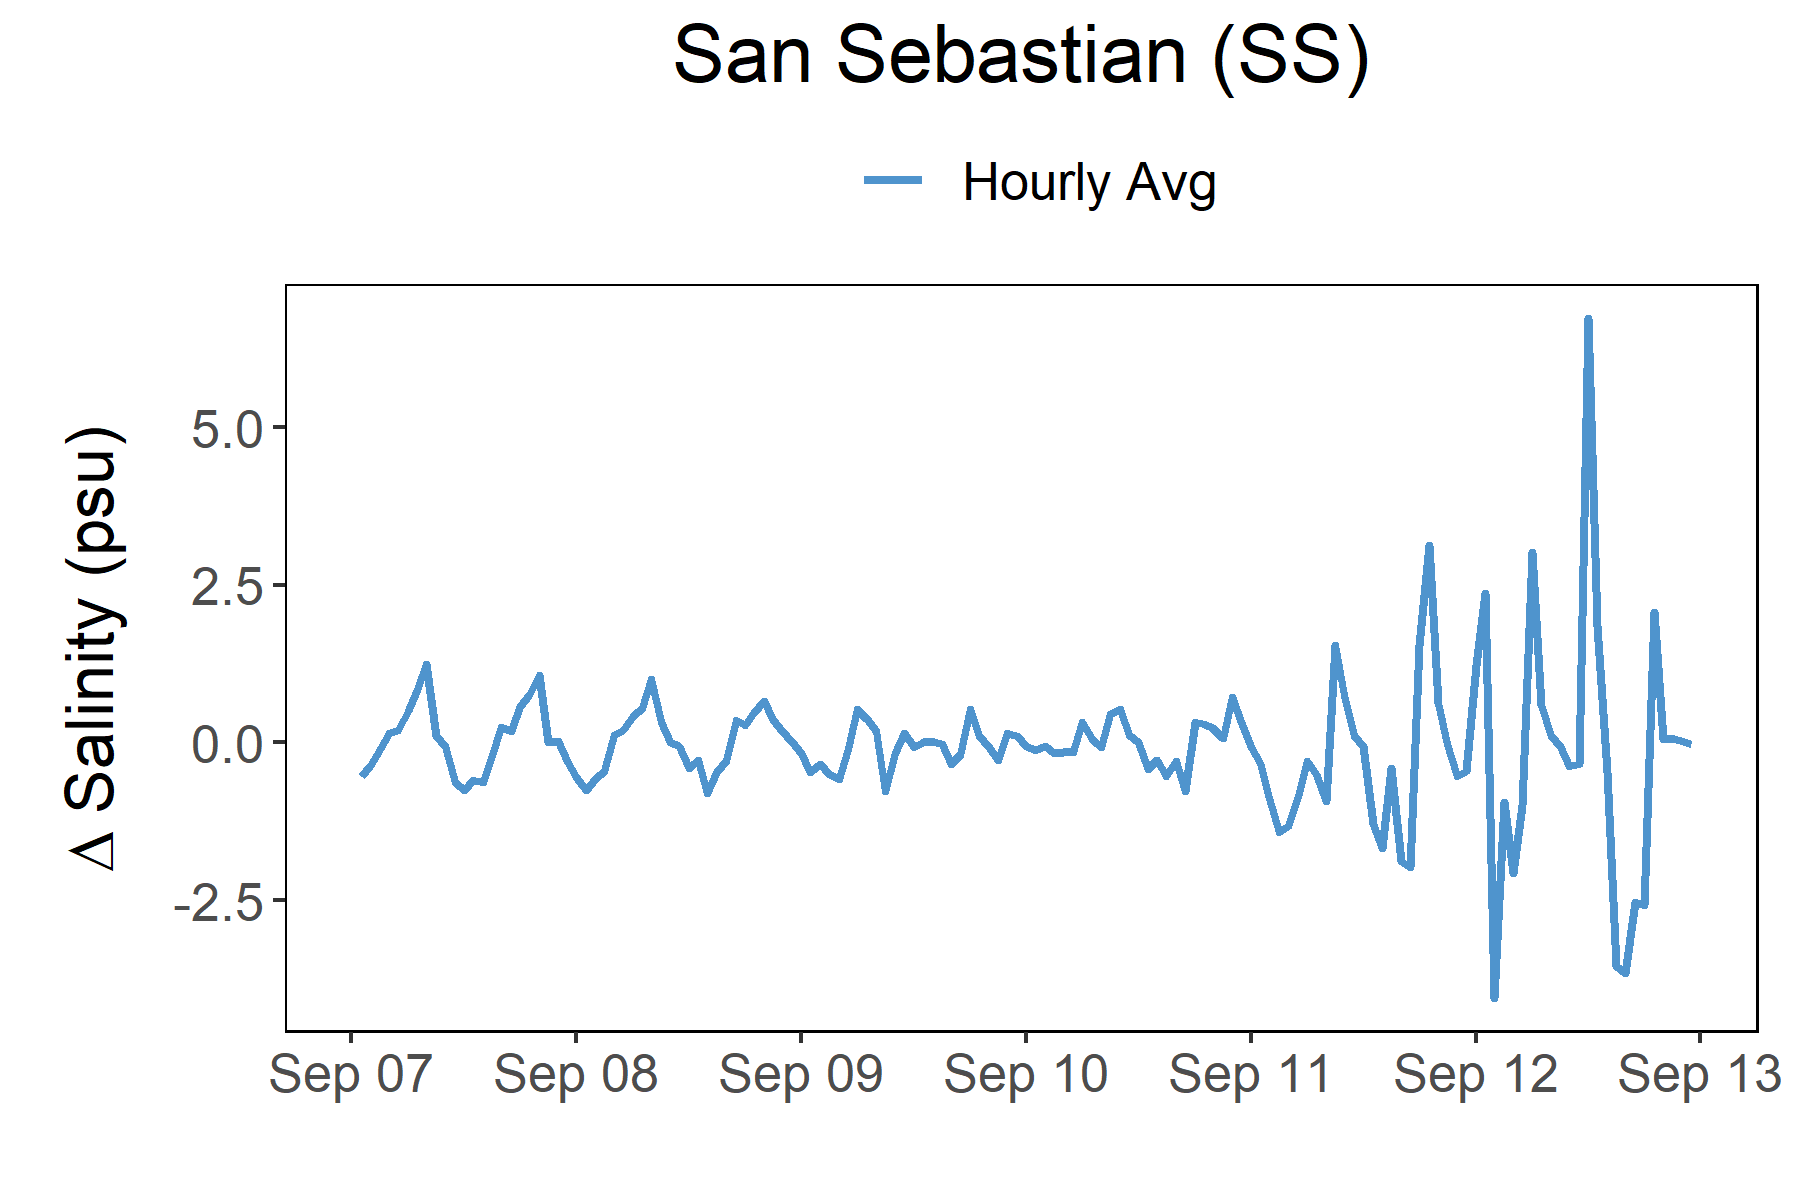 San Sebastian (SS)
Hourly Avg
Δ Salinity (psu)
5.0
2.5
0.0
-2.5
Sep 07 Sep 08 Sep 09 Sep 10 Sep 11 Sep 12 Sep 13